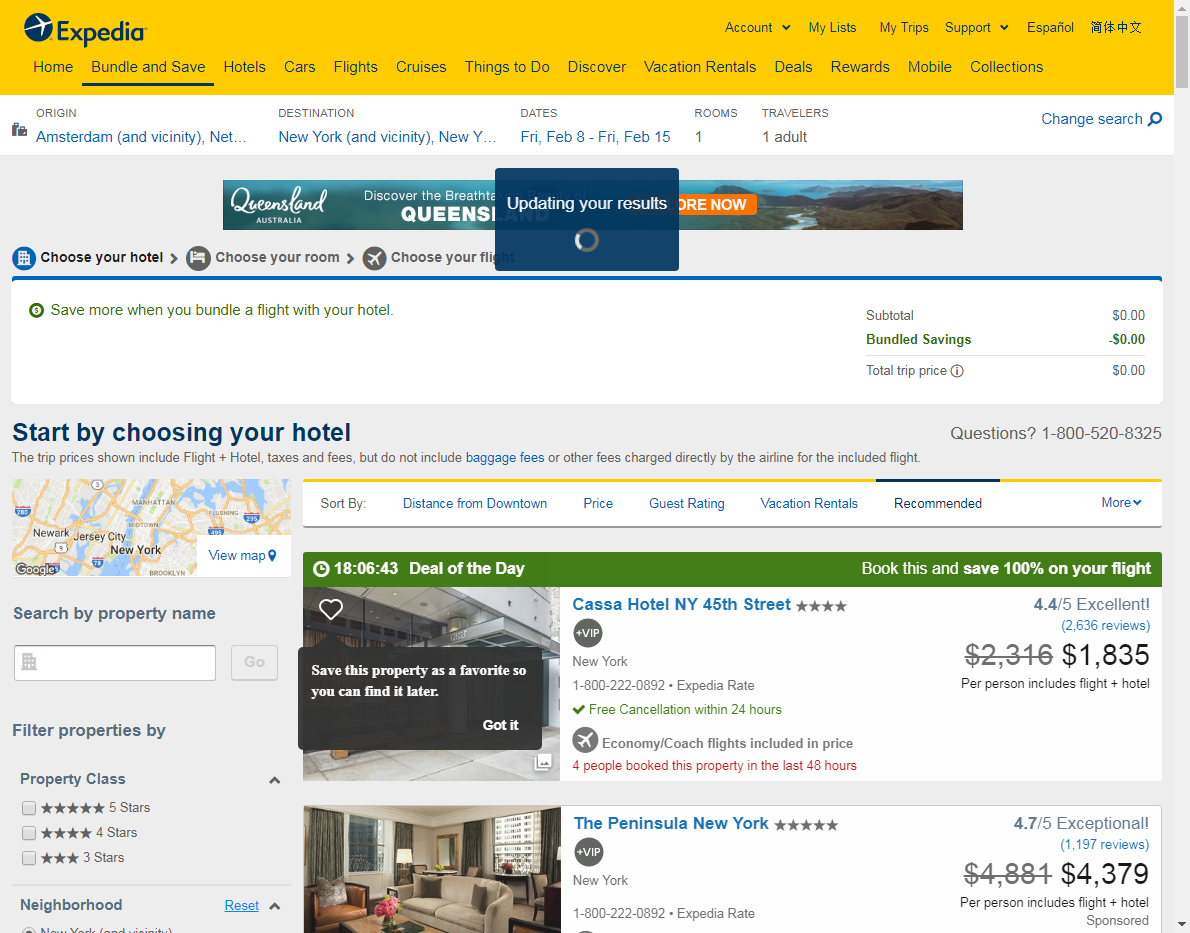 Expedia
Account
My Lists
My Trips
Support
Español
简体中文
Home
Bundle and Save
Hotels
Cars
Flights
Cruises
Things to Do
Discover
Vacation Rentals
Deals
Rewards
Mobile
Collections
ORIGIN
Amsterdam (and vicinity), Net...
DESTINATION
New York (and vicinity), New Y...
DATES
Fri, Feb 8 - Fri, Feb 15
ROOMS
1
TRAVELERS
1 adult
Change search
Queensland
AUSTRALIA
Discover the
QUEENSLAND
ORE NOW
Updating your results
Choose your hotel
Choose your room
Choose your flight
Save more when you bundle a flight with your hotel.
Subtotal $0.00
Bundled Savings -$0.00
Total trip price $0.00
Start by choosing your hotel
Questions? 1-800-520-8325
The trip prices shown include Flight + Hotel, taxes and fees, but do not include baggage fees or other fees charged directly by the airline for the included flight.
3
MANHATTAN
280
FLUSHING
295
MIDTOWN
495
Newark
Jersey City
9
New York
78
Google
BROOKLYN
View map
Sort By:
Distance from Downtown
Price
Guest Rating
Vacation Rentals
Recommended
More
18:06:43 Deal of the Day
Book this and save 100% on your flight
Search by property name
Go
Filter properties by
Property Class
5 Stars
4 Stars
3 Stars
Neighborhood
Reset
New York (and vicinity)
Save this property as a favorite so
you can find it later.
Got it
Cassa Hotel NY 45th Street
+VIP
New York
1-800-222-0892 • Expedia Rate
Free Cancellation within 24 hours
Economy/Coach flights included in price
4 people booked this property in the last 48 hours
4.4/5 Excellent!
(2,636 reviews)
$2,316 $1,835
Per person includes flight + hotel
The Peninsula New York
+VIP
New York
1-800-222-0892 • Expedia Rate
4.7/5 Exceptional!
(1,197 reviews)
$4,881 $4,379
Per person includes flight + hotel
Sponsored